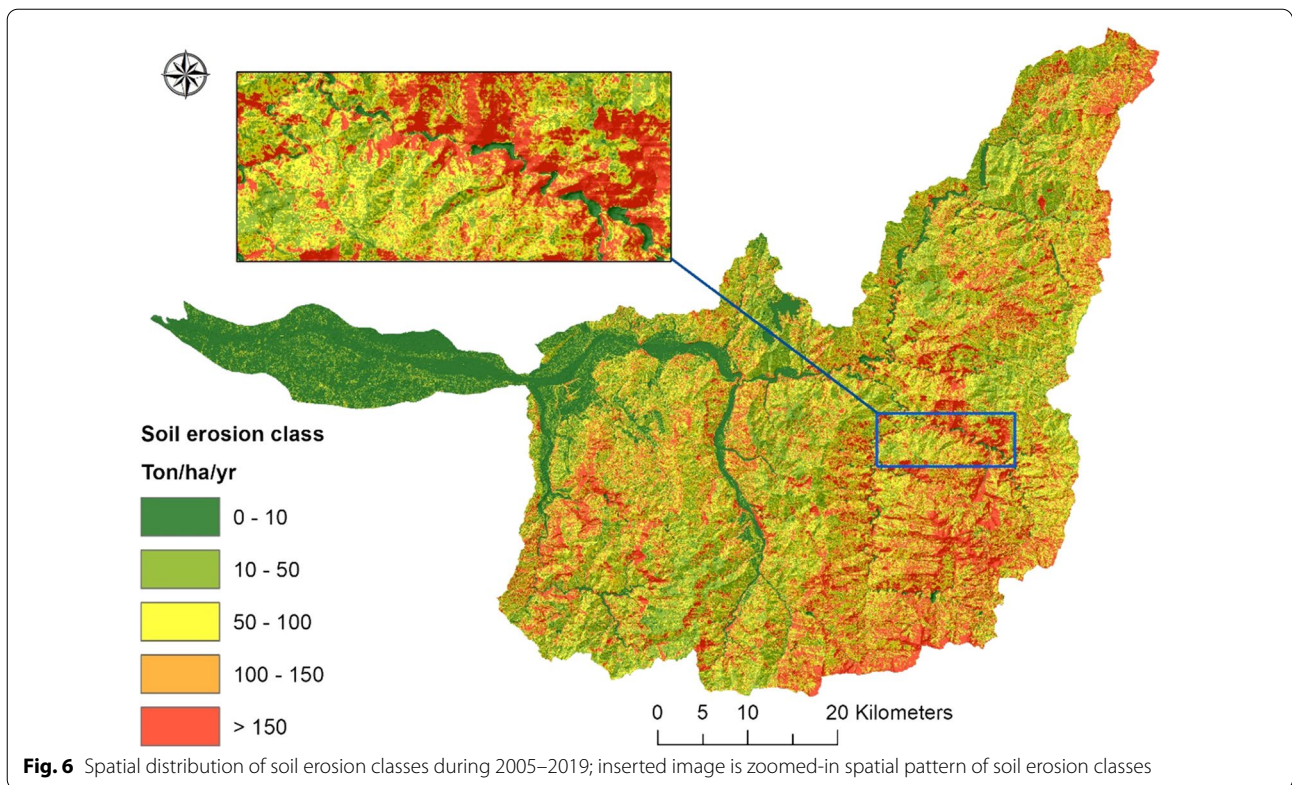 Soil erosion class
Ton/ha/yr
0 - 10
10 - 50
50 - 100
100 - 150
> 150
0 5 10 20 Kilometers
Fig. 6 Spatial distribution of soil erosion classes during 2005–2019; inserted image is zoomed-in spatial pattern of soil erosion classes